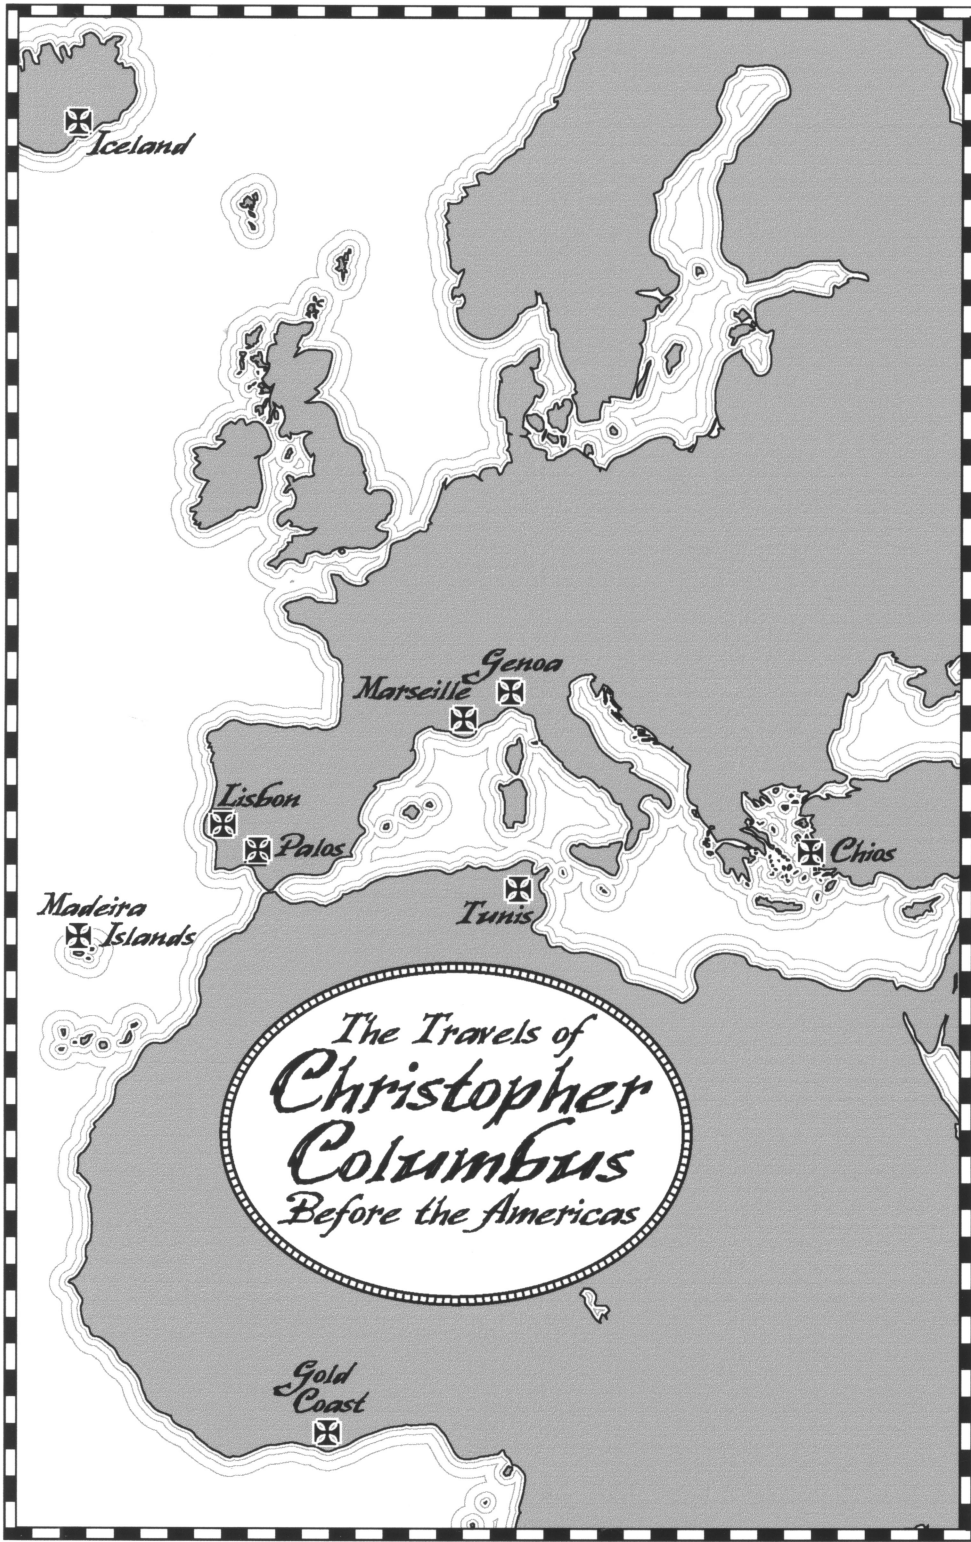 Iceland
Genoa
Marseille
Lisbon
Palos
Chios
Madeira
Islands
Tunis
The Travels of
Christopher
Columbus
Before the Americas
Gold
Coast